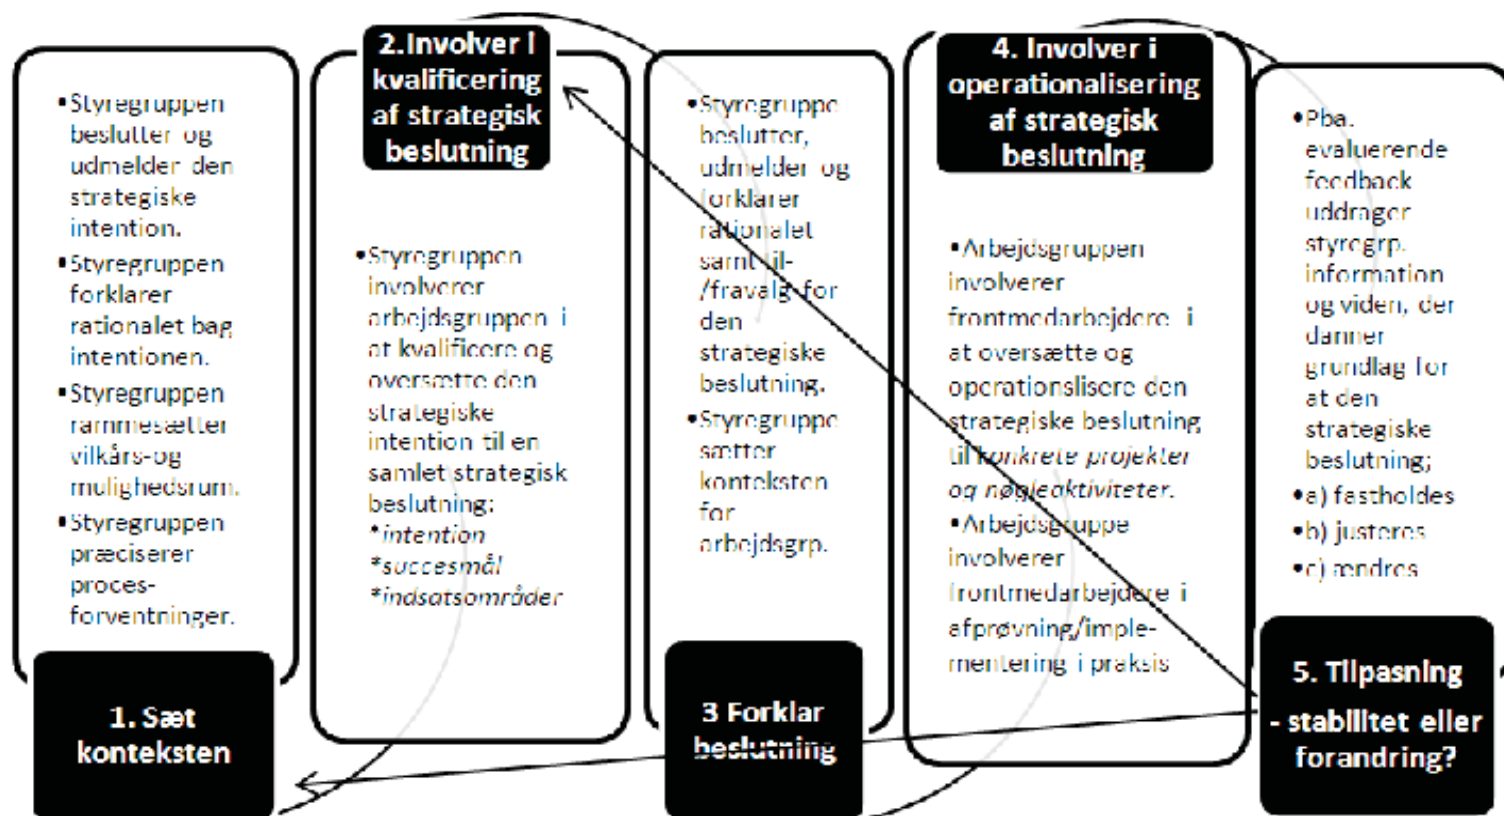 •Styregruppen
beslutter og
udmelder den
strategiske
intention.
•Styregruppen
forklarer
rationalet bag
intentionen.
•Styregruppen
rammesætter
vilkårs-og
mulighedsrum.
•Styregruppen
præciserer
proces-
forventninger.
1. Sæt
konteksten
2.Involver i
kvalificering
af strategisk
beslutning
•Styregruppen
involverer
arbejdsgruppen i
at kvalificere og
oversætte den
strategiske
intention til en
samlet strategisk
beslutning:
*intention
*succesmål
*indsatsområder
•Styregruppe
beslutter,
udmelder og
forklarer
rationalet
samt til-
/fravalg for
den
strategiske
beslutning.
•Styregruppe
sætter
konteksten
for
arbejdsgrp.
3 Forklar
beslutning
4. Involver i
operationalisering
af strategisk
beslutning
•Arbejdsgruppen
involverer
frontmedarbejdere i
at oversætte og
operationslisere den
strategiske beslutning
til konkrete projekter
og nøgleaktiviteter.
•Arbejdsgruppe
involverer
frontmedarbejdere i
afprøvning/imple-
mentering i praksis
•Pba.
evaluerende
feedback
uddrager
styregrp.
information
og viden, der
danner
grundlag for
at den
strategiske
beslutning;
•a) fastholdes
•b) justeres
•c) ændres
5. Tilpasning
- stabilitet eller
forandring?